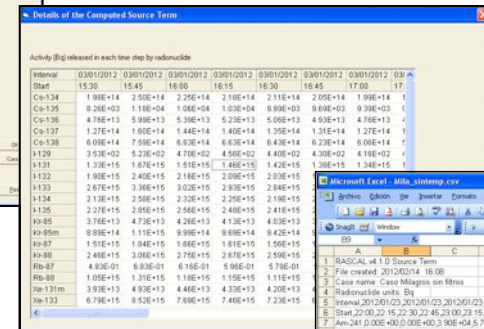 Details of the Computed Source Term
Activity (Bq) released in each time step by radionuclide
Interval 03/01/2012 03/01/2012 03/01/2012 03/01/2012 03/01/2012 03/01/2012 03/01/2012
Start 15:30 15:45 16:00 16:15 16:30 16:45 17:00 17:
Cs-134 1.98E+14 2.50E+14 2.25E+14 2.18E+14 2.11E+14 2.05E+14 1.99E+14
Cs-135 8.26E+03 1.18E+04 1.06E+04 1.03E+04 9.89E+03 9.69E+03 9.39E+03
Cs-136 4.76E+13 5.99E+13 5.39E+13 5.23E+13 5.06E+13 4.93E+13 4.76E+13
Cs-137 1.27E+14 1.60E+14 1.44E+14 1.40E+14 1.35E+14 1.31E+14 1.27E+14
Cs-138 6.09E+14 7.59E+14 6.83E+14 6.63E+14 6.43E+14 6.23E+14 6.06E+14
I-129 3.53E+02 5.23E+02 4.70E+02 4.56E+02 4.40E+02 4.30E+02 4.16E+02
I-131 1.33E+15 1.67E+15 1.51E+15 1.46E+15 1.42E+15 1.38E+15 1.34E+15
I-132 1.90E+15 2.40E+15 2.16E+15 2.09E+15 2.03E+15
I-133 2.67E+15 3.36E+15 3.02E+15 2.93E+15 2.84E+15
I-134 2.13E+15 2.58E+15 2.32E+15 2.25E+15 2.19E+15
I-135 2.27E+15 2.85E+15 2.56E+15 2.48E+15 2.41E+15
Kr-85 3.76E+13 4.73E+13 4.26E+13 4.13E+13 4.03E+13
Kr-85m 8.89E+14 1.11E+15 9.99E+14 9.69E+14 9.42E+14
Kr-87 1.51E+15 1.84E+15 1.66E+15 1.61E+15 1.56E+15
Kr-88 2.46E+15 3.06E+15 2.75E+15 2.67E+15 2.59E+15
Rb-87 4.93E-01 6.83E-01 6.16E-01 5.96E-01 5.79E-01
Rb-88 1.05E+15 1.31E+15 1.18E+15 1.15E+15 1.11E+15
Xe-131m 3.93E+13 4.93E+13 4.46E+13 4.33E+13 4.20E+13
Xe-133 6.79E+15 8.52E+15 7.69E+15 7.46E+15 7.23E+15
Microsoft Excel - Mila_sintemp.csv
Archivo Edición Ver Insertar Formato
SnagIt Window
B9
A B C
1 RASCAL v4.1.0 Source Term
2 File created: 2012/02/14 16:08
3 Case name: Caso Milagros sin filtros
4 Radionuclide units: Bq
5 Interval,2012/01/23,2012/01/23,2012/01/23,
6 Start,22:00,22:15,22:30,22:45,23:00,23:15,
7 Am-241,0.00E+00,0.00E+00,3.90E+04,5.7